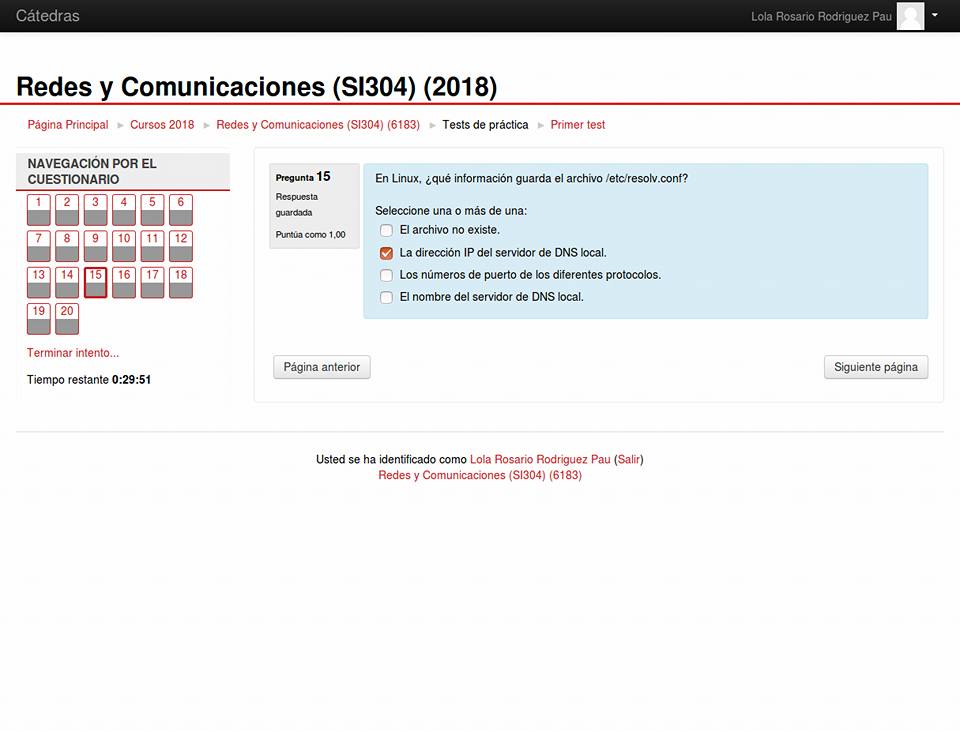 Cátedras
Lola Rosario Rodriguez Pau
Redes y Comunicaciones (SI304) (2018)
Página Principal ► Cursos 2018 ► Redes y Comunicaciones (SI304) (6183) ► Tests de práctica ► Primer test
NAVEGACIÓN POR EL
CUESTIONARIO
1 2 3 4 5 6
7 8 9 10 11 12
13 14 15 16 17 18
19 20
Terminar intento...
Tiempo restante 0:29:51
Pregunta 15
Respuesta
guardada
Puntúa como 1,00
En Linux, ¿qué información guarda el archivo /etc/resolv.conf?
Seleccione una o más de una:
El archivo no existe.
La dirección IP del servidor de DNS local.
Los números de puerto de los diferentes protocolos.
El nombre del servidor de DNS local.
Página anterior
Siguiente página
Usted se ha identificado como Lola Rosario Rodriguez Pau (Salir)
Redes y Comunicaciones (SI304) (6183)